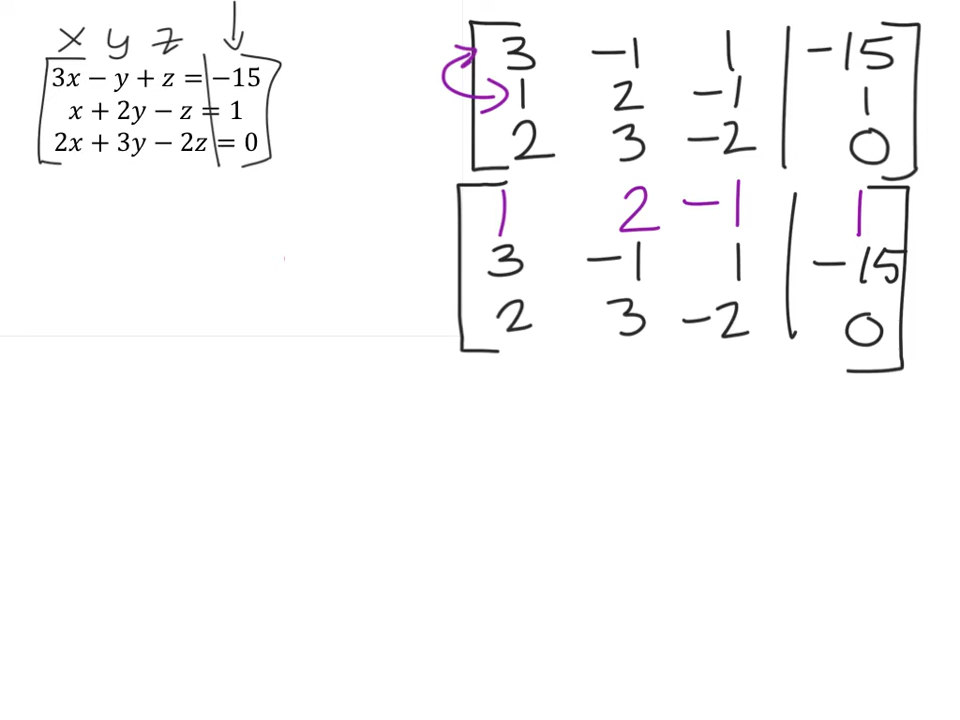 x y z
3x − y + z = −15
x + 2y − z = 1
2x + 3y − 2z = 0
3 −1 1 | −15
1 2 −1 | 1
2 3 −2 | 0
1 2 −1 | 1
3 −1 1 | −15
2 3 −2 | 0